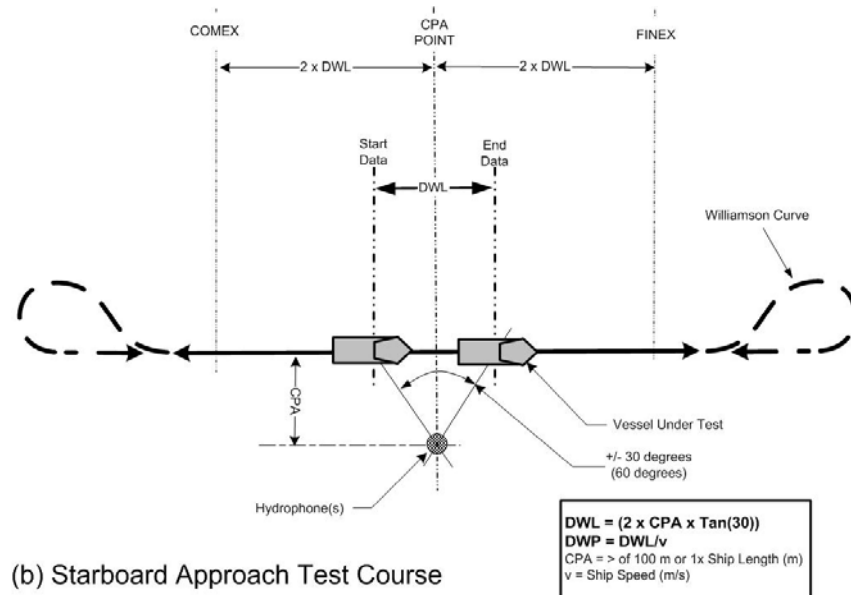 COMEX
CPA
POINT
FINEX
2 x DWL
2 x DWL
Start
Data
End
Data
DWL
Williamson Curve
CPA
Vessel Under Test
+/- 30 degrees
(60 degrees)
Hydrophone(s)
DWL = (2 x CPA x Tan(30))
DWP = DWL/v
CPA = > of 100 m or 1x Ship Length (m)
v = Ship Speed (m/s)
(b) Starboard Approach Test Course